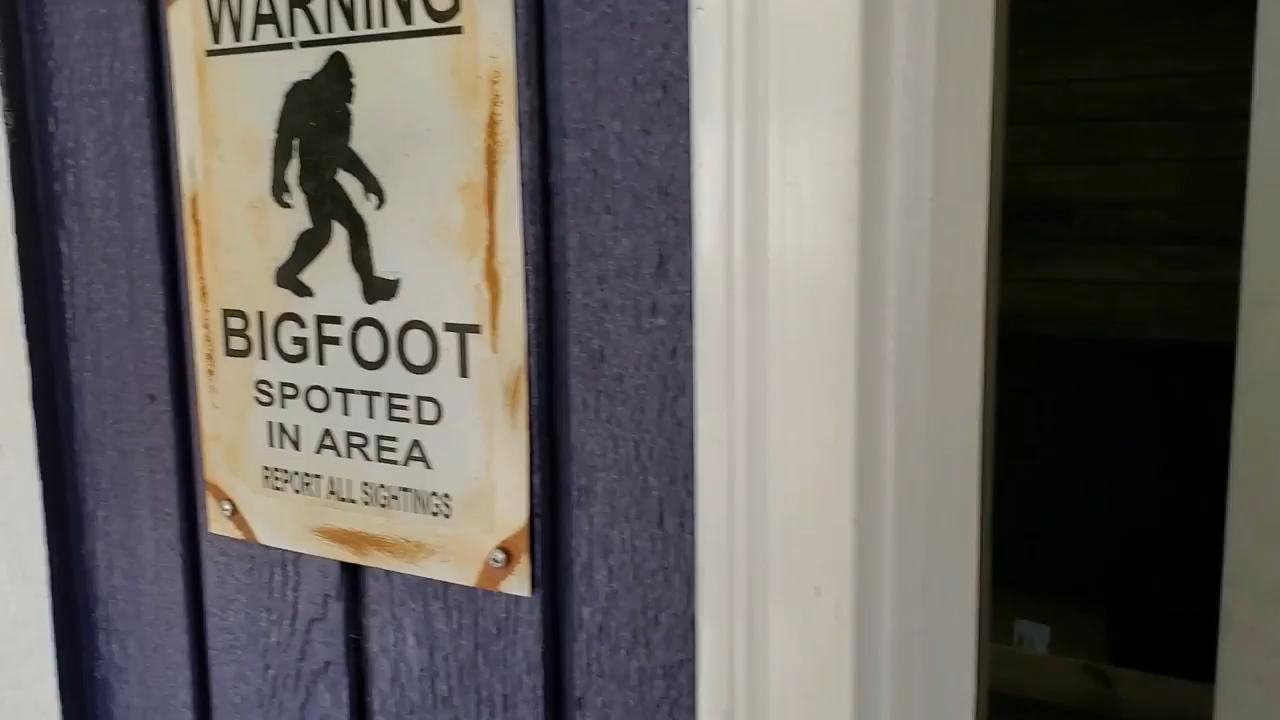 WARNING
BIGFOOT
SPOTTED
IN AREA
REPORT ALL SIGHTINGS